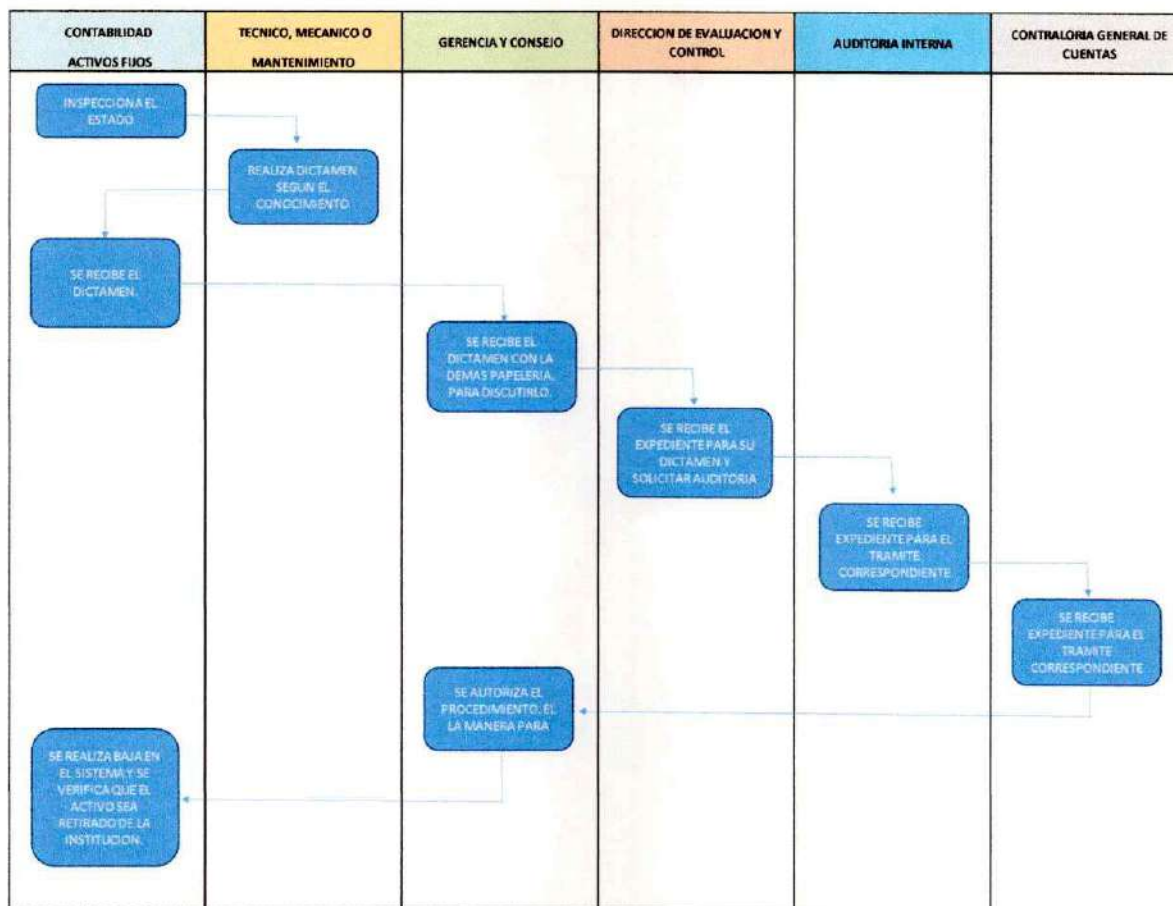 CONTABILIDAD
ACTIVOS FIJOS
TECNICO, MECANICO O
MANTENIMIENTO
GERENCIA Y CONSEJO
DIRECCION DE EVALUACION Y
CONTROL
AUDITORIA INTERNA
CONTRALORIA GENERAL DE
CUENTAS
INSPECCIONA EL
ESTADO
REALIZA DICTAMEN
SEGÚN EL
CONOCIMIENTO
SE RECIBE EL
DICTAMEN.
SE RECIBE EL
DICTAMEN CON LA
DEMAS PAPELERIA,
PARA DISCUTIRLO.
SE RECIBE EL
EXPEDIENTE PARA SU
DICTAMEN Y
SOLICITAR AUDITORIA
SE RECIBE
EXPEDIENTE PARA EL
TRAMITE
CORRESPONDIENTE
SE RECIBE
EXPEDIENTE PARA EL
TRAMITE
CORRESPONDIENTE
SE AUTORIZA EL
PROCEDIMIENTO, EL
LA MANERA PARA
SE REALIZA BAJA EN
EL SISTEMA Y SE
VERIFICA QUE EL
ACTIVO SEA
RETIRADO DE LA
INSTITUCION.